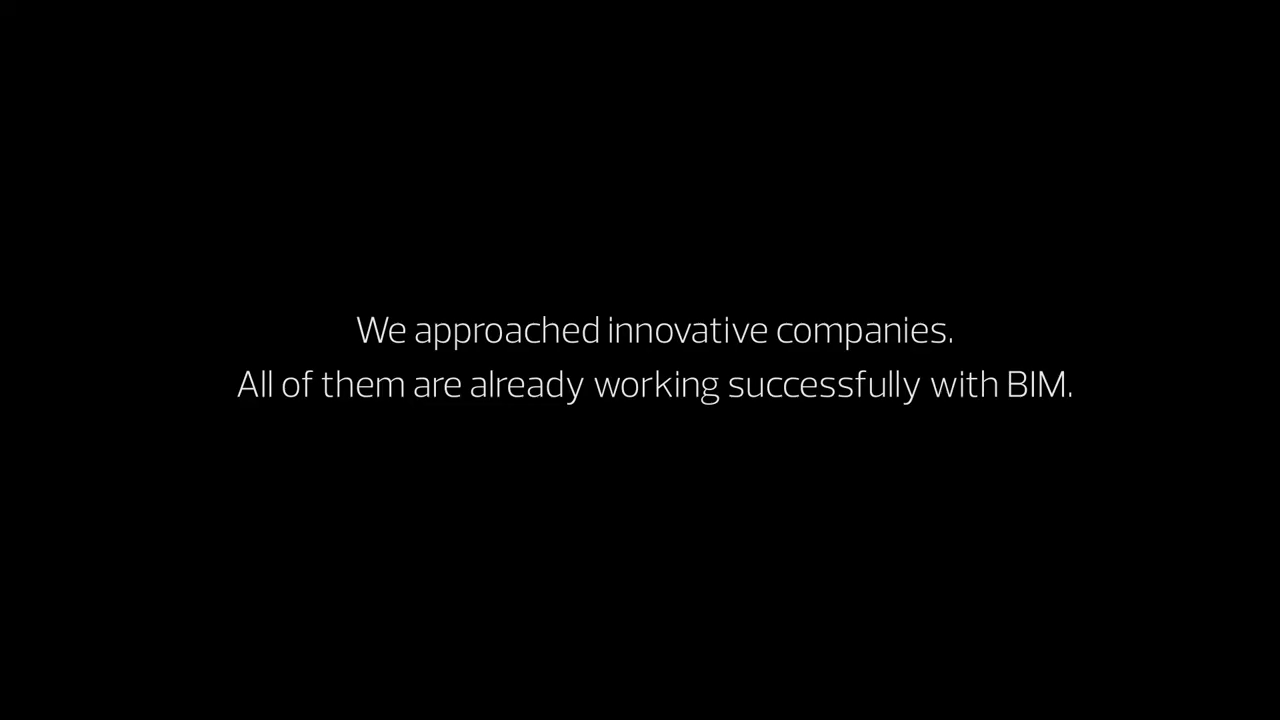 We approached innovative companies.
All of them are already working successfully with BIM.